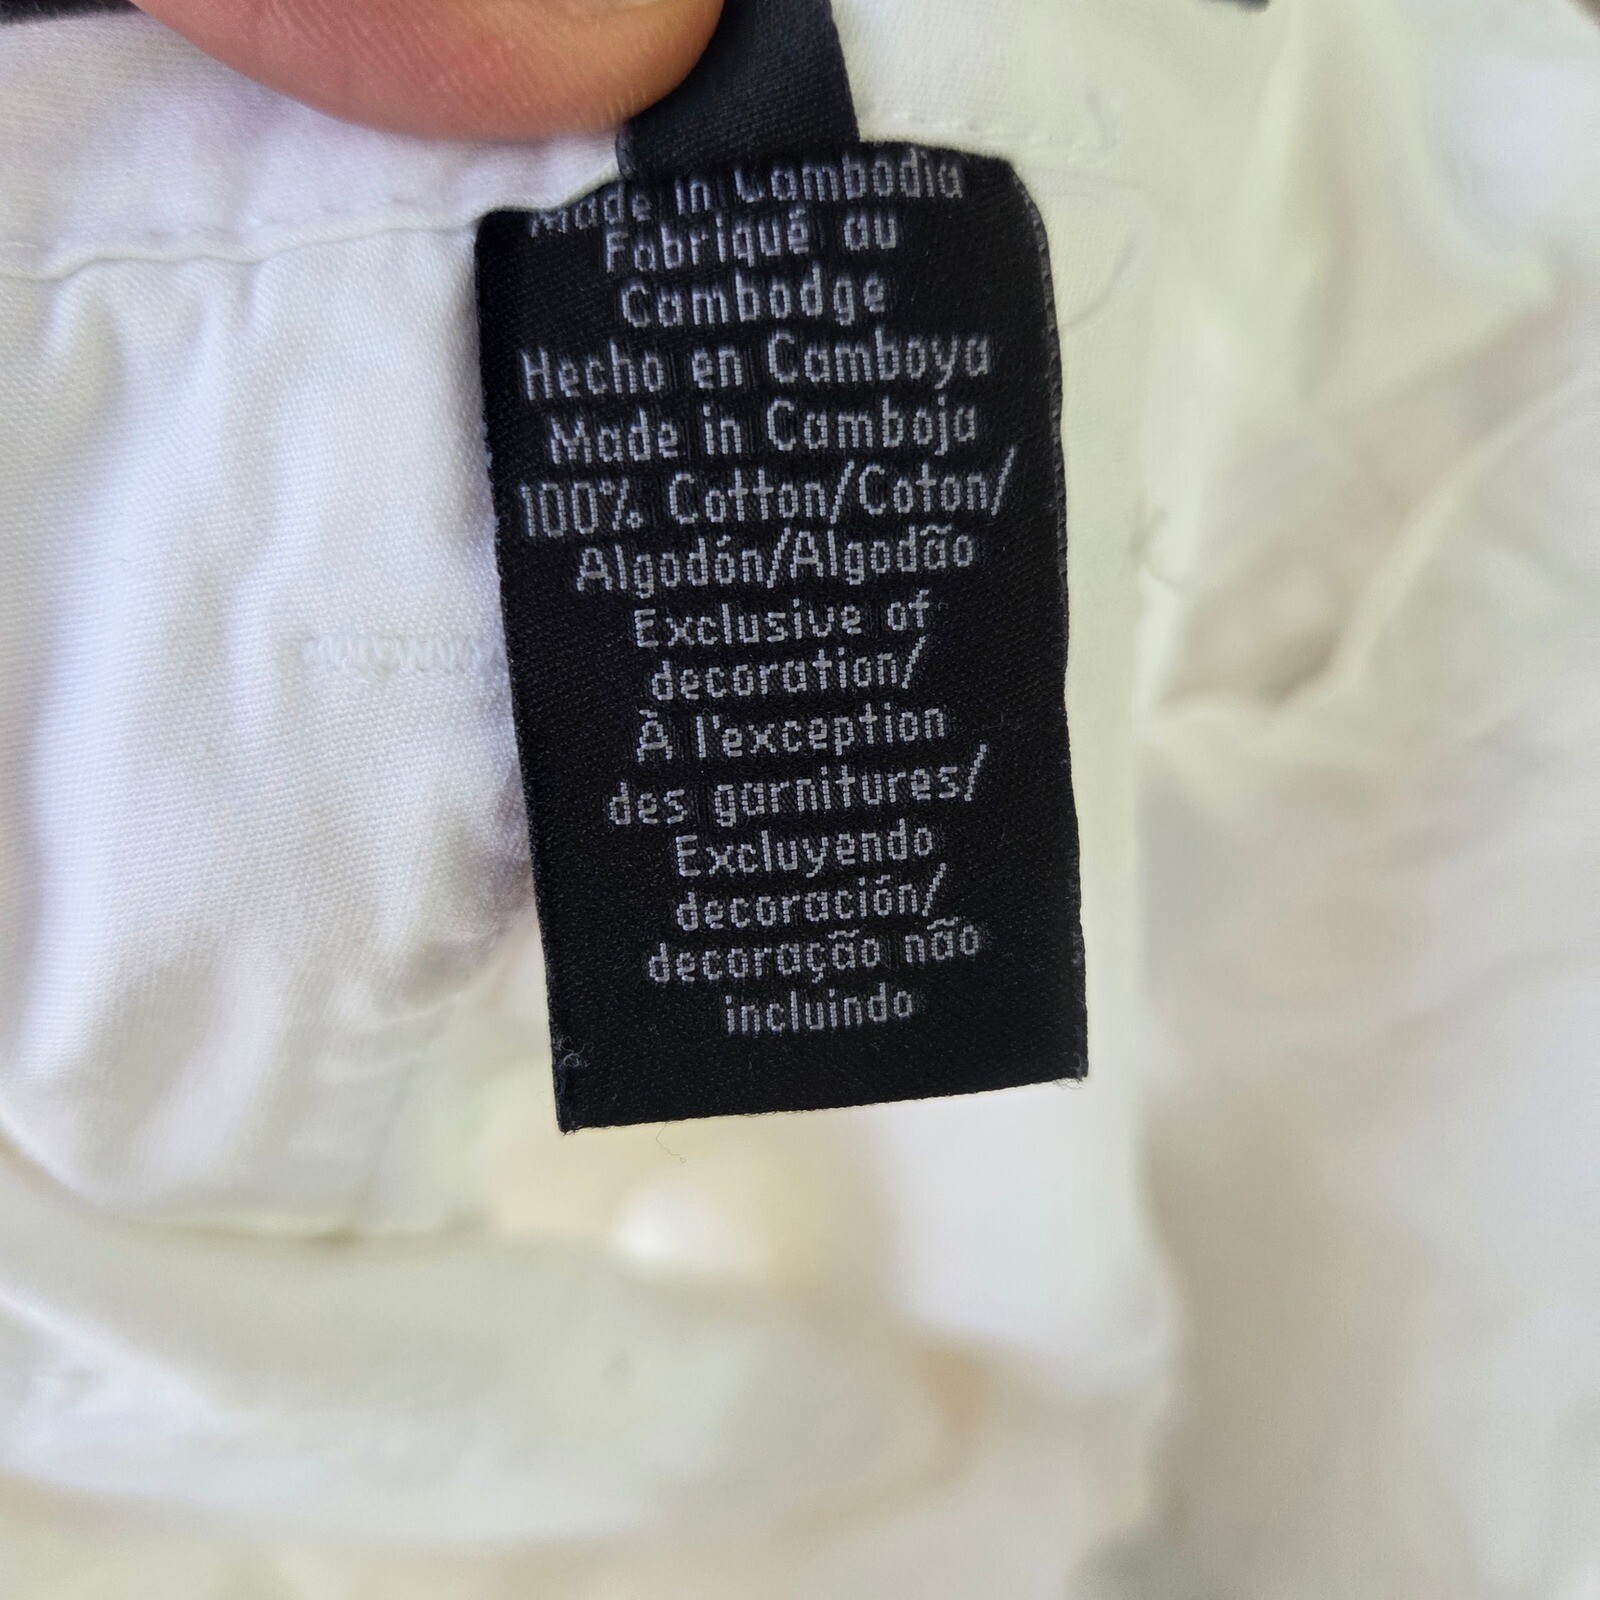 Made in Cambodia
Fabriqué au
Cambodge
Hecho en Camboya
Made in Camboja
100% Cotton/Coton/
Algodón/Algodão
Exclusive of
decoration/
À l'exception
des garnitures/
Excluyendo
decoración/
decoração não
incluindo